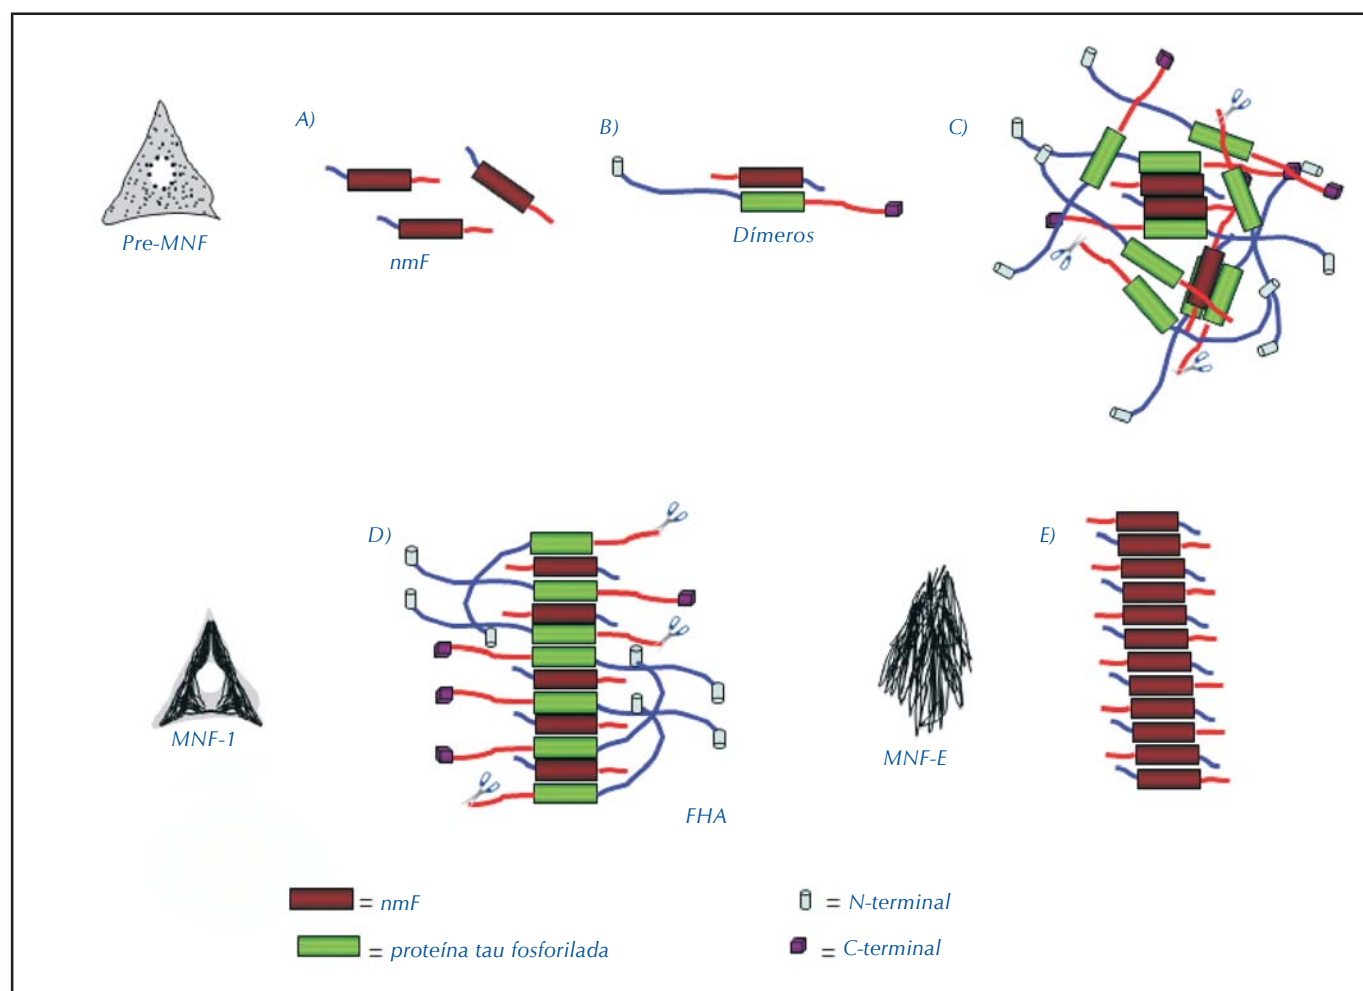 A)
B)
C)
Pre-MNF
nmF
Dímeros
D)
E)
MNF-1
MNF-E
FHA
= nmF
= N-terminal
= proteína tau fosforilada
= C-terminal